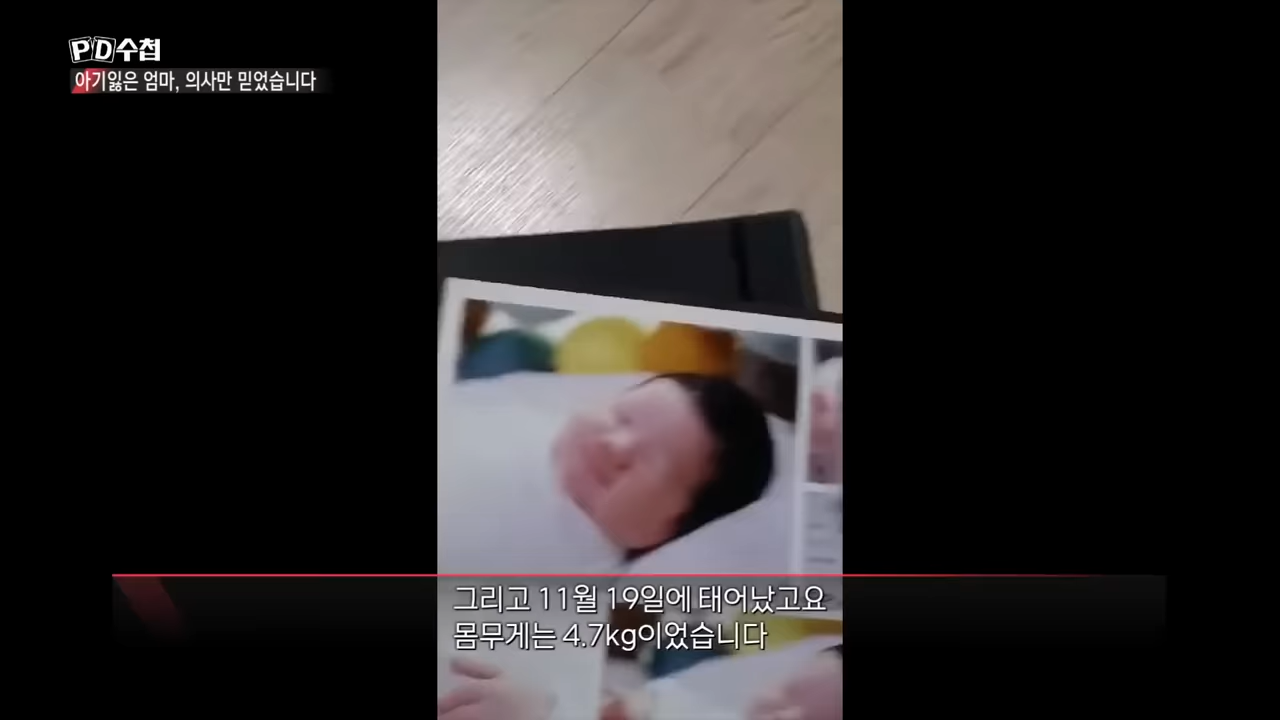 PD수첩
아기잃은 엄마, 의사만 믿었습니다
그리고 11월 19일에 태어났고요
몸무게는 4.7kg이었습니다